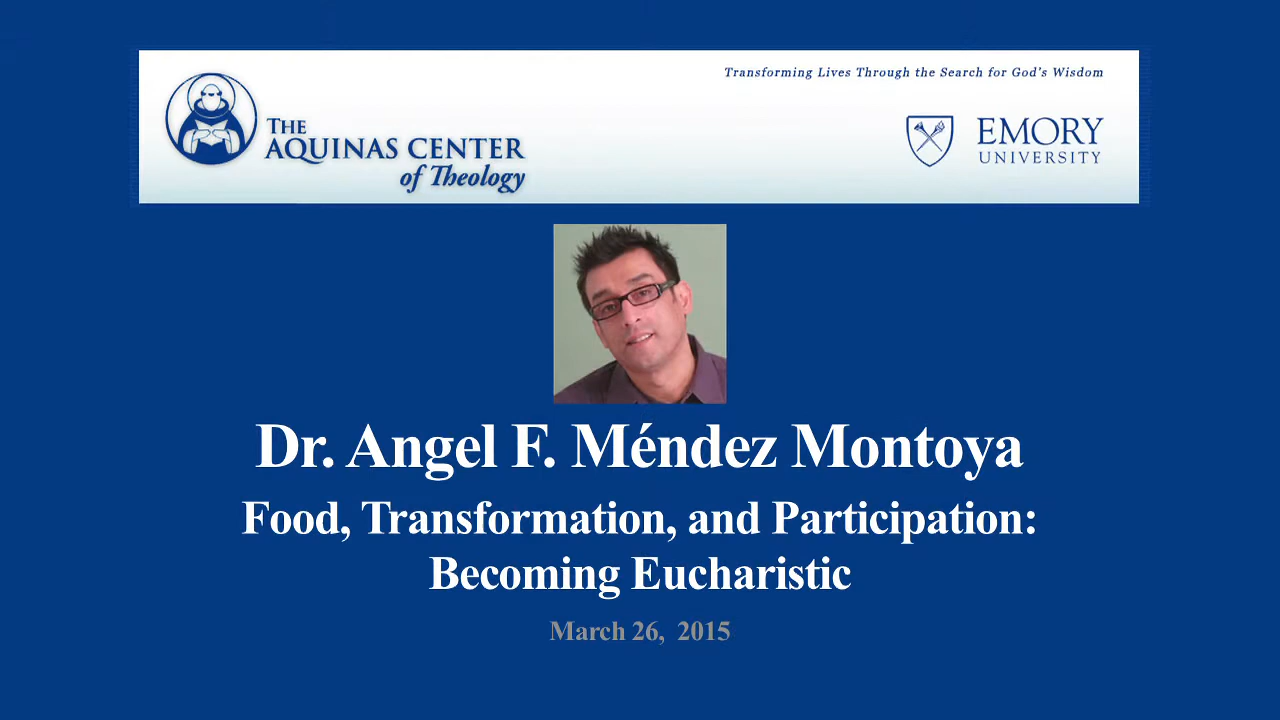 Transforming Lives Through the Search for God's Wisdom
THE
AQUINAS CENTER
of Theology
EMORY
UNIVERSITY
Dr. Angel F. Méndez Montoya
Food, Transformation, and Participation:
Becoming Eucharistic
March 26, 2015